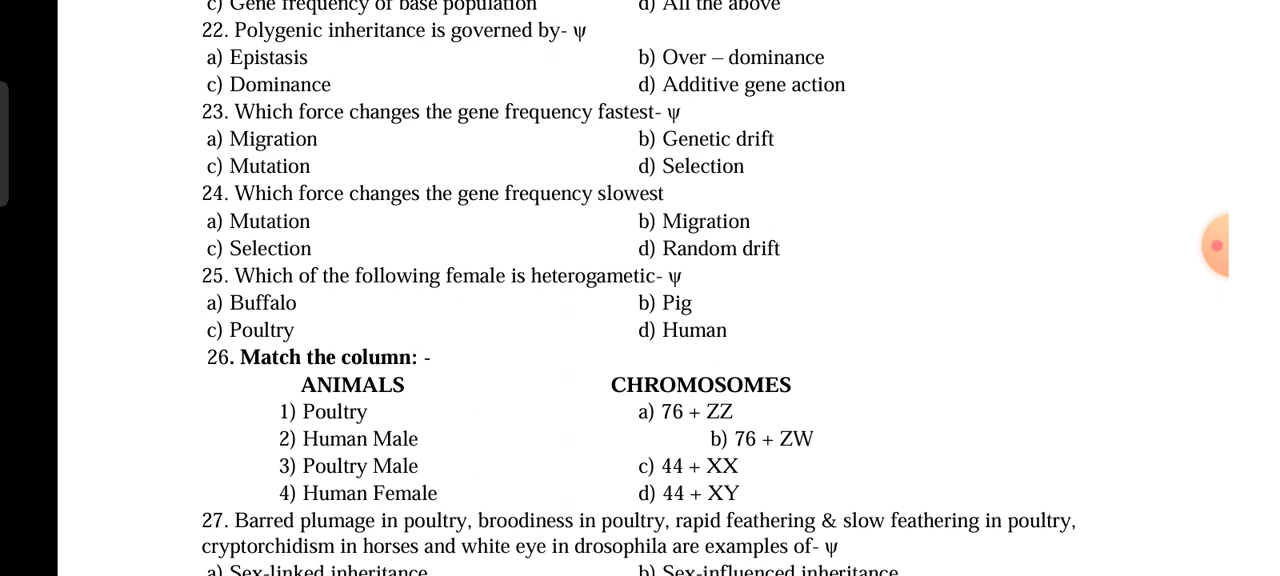 c) Gene frequency of base population d) All the above
22. Polygenic inheritance is governed by- ψ
a) Epistasis b) Over – dominance
c) Dominance d) Additive gene action
23. Which force changes the gene frequency fastest- ψ
a) Migration b) Genetic drift
c) Mutation d) Selection
24. Which force changes the gene frequency slowest
a) Mutation b) Migration
c) Selection d) Random drift
25. Which of the following female is heterogametic- ψ
a) Buffalo b) Pig
c) Poultry d) Human
26. Match the column: -
ANIMALS CHROMOSOMES
1) Poultry a) 76 + ZZ
2) Human Male b) 76 + ZW
3) Poultry Male c) 44 + XX
4) Human Female d) 44 + XY
27. Barred plumage in poultry, broodiness in poultry, rapid feathering & slow feathering in poultry,
cryptorchidism in horses and white eye in drosophila are examples of- ψ
a) Sex-linked inheritance b) Sex-influenced inheritance